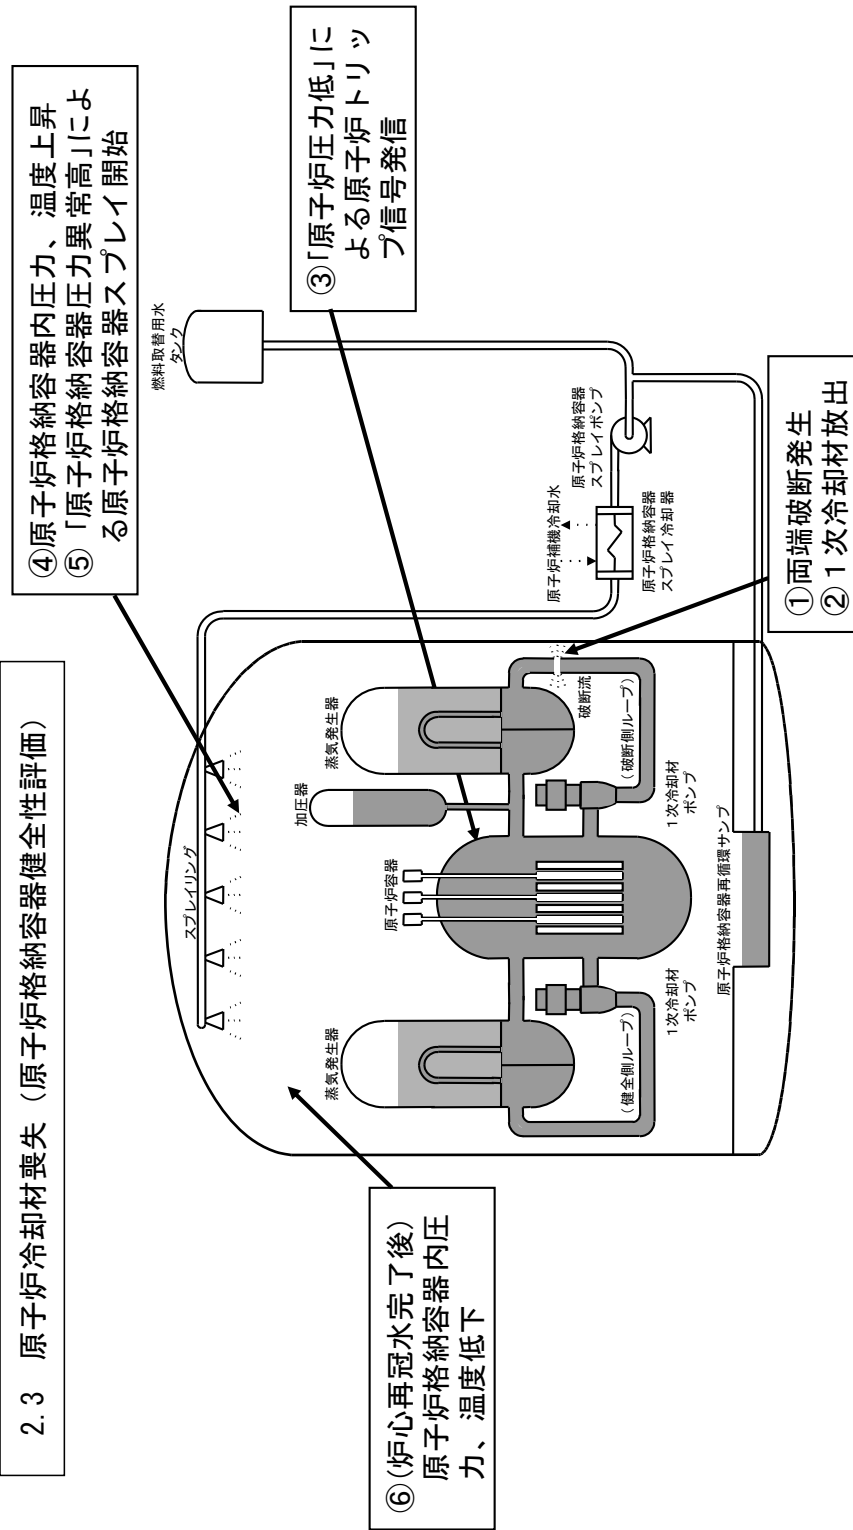 2.3 原子炉冷却材喪失（原子炉格納容器健全性評価）
④原子炉格納容器内圧力、温度上昇
⑤「原子炉格納容器圧力異常高」によ
る原子炉格納容器スプレイ開始
③「原子炉圧力低」に
よる原子炉トリッ
プ信号発信
⑥(炉心再冠水完了後)
原子炉格納容器内圧
力、温度低下
①両端破断発生
②１次冷却材放出
燃料取替用水
タンク
スプレイリング
蒸気発生器
原子炉容器
加圧器
蒸気発生器
原子炉補機冷却水
原子炉格納容器
スプレイポンプ
原子炉格納容器
スプレイ冷却器
破断流
（健全側ループ）
1次冷却材
ポンプ
（破断側ループ）
1次冷却材
ポンプ
原子炉格納容器再循環サンプ